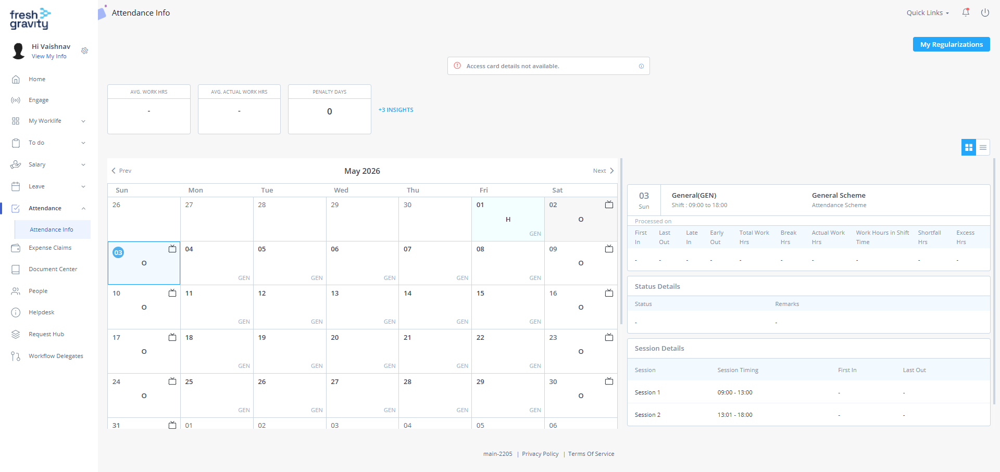 fresh
gravity
Attendance Info
Quick Links
Hi Vaishnav
View My Info
My Regularizations
Access card details not available.
Home
Engage
My Worklife
To do
Salary
Leave
Attendance
Attendance Info
Expense Claims
Document Center
People
Helpdesk
Request Hub
Workflow Delegates
AVG. WORK HRS AVG. ACTUAL WORK HRS PENALTY DAYS
- - 0
+3 INSIGHTS
Prev May 2026 Next
Sun Mon Tue Wed Thu Fri Sat
26 27 28 29 30 01 02
H O
GEN
03 04 05 06 07 08 09
O O
GEN GEN GEN GEN GEN
10 11 12 13 14 15 16
O O
GEN GEN GEN GEN GEN
17 18 19 20 21 22 23
O O
GEN GEN GEN GEN GEN
24 25 26 27 28 29 30
O O
GEN GEN GEN GEN GEN
31 01 02 03 04 05 06
03 General(GEN) General Scheme
Sun Shift : 09:00 to 18:00 Attendance Scheme
Processed on
First Last Late Early Total Work Break Actual Work Work Hours in Shift Shortfall Excess
In Out In Out Hrs Hrs Hrs Time Hrs Hrs
- - - - - - - - - -
Status Details
Status Remarks
- -
Session Details
Session Session Timing First In Last Out
Session 1 09:00 - 13:00 - -
Session 2 13:01 - 18:00 - -
main-2205 | Privacy Policy | Terms Of Service